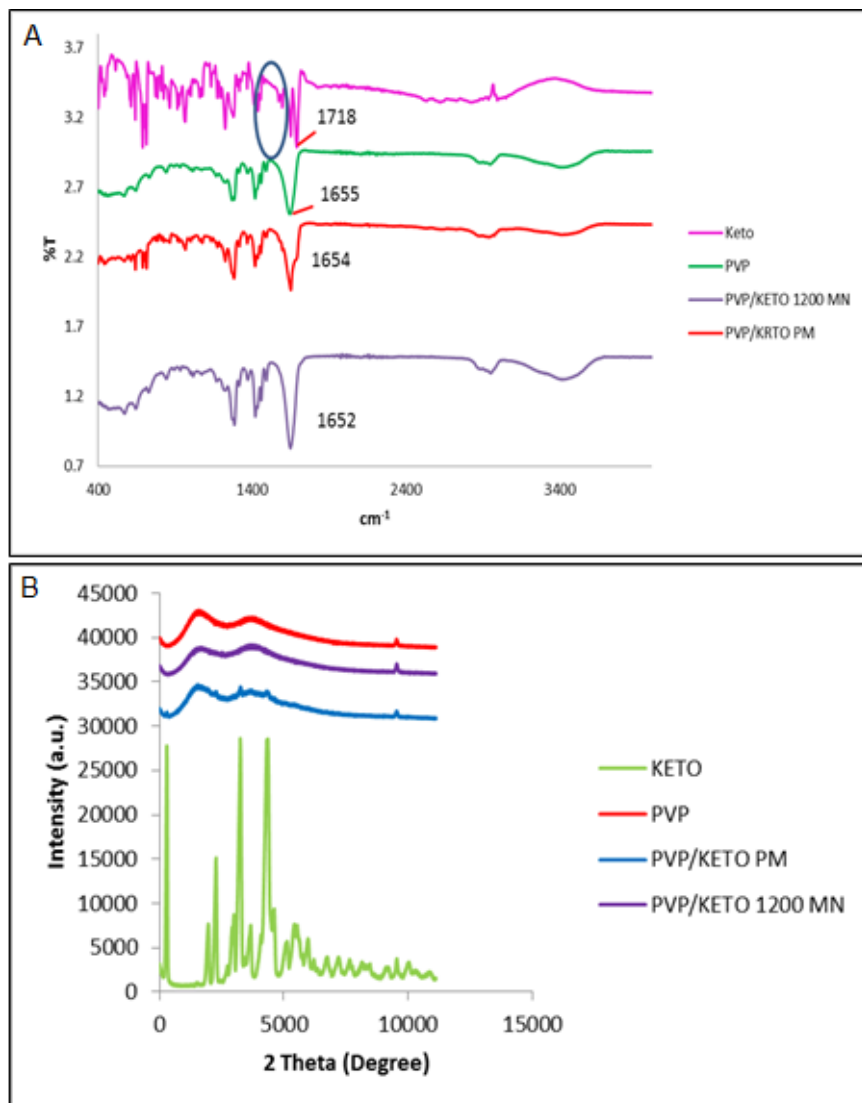 A
3.7
3.2
2.7
2.2
1.7
1.2
0.7
%T
1718
1655
1654
1652
400
1400
2400
3400
cm-1
Keto
PVP
PVP/KETO 1200 MN
PVP/KRTO PM
B
45000
40000
35000
30000
25000
20000
15000
10000
5000
0
Intensity (a.u.)
0
5000
10000
15000
2 Theta (Degree)
KETO
PVP
PVP/KETO PM
PVP/KETO 1200 MN